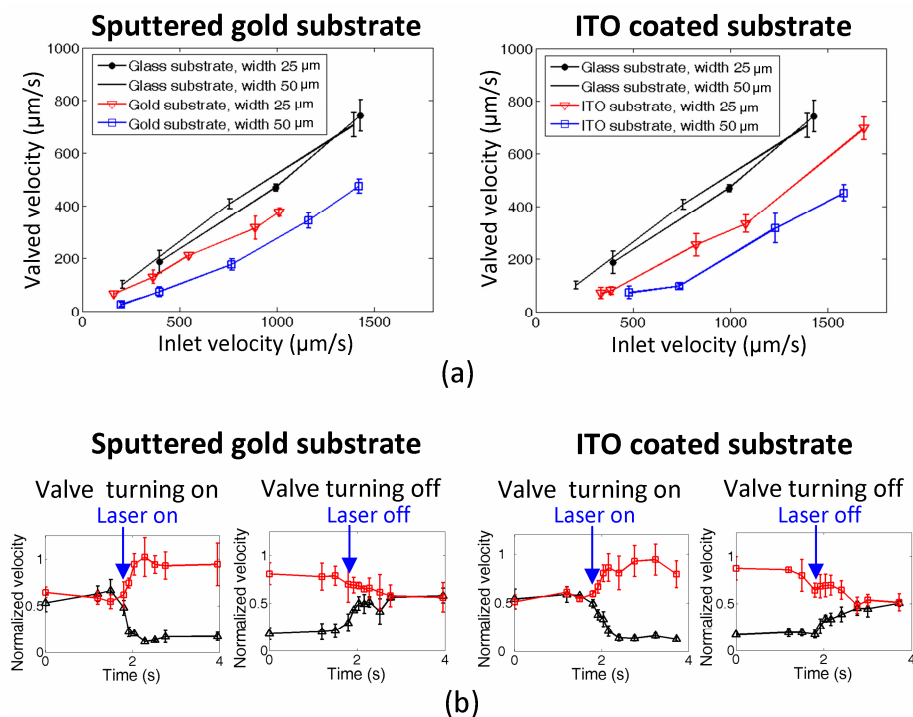 Sputtered gold substrate
1000
800
600
400
200
0
Valved velocity (μm/s)
Glass substrate, width 25 μm
Glass substrate, width 50 μm
Gold substrate, width 25 μm
Gold substrate, width 50 μm
0 500 1000 1500
Inlet velocity (μm/s)
ITO coated substrate
1000
800
600
400
200
0
Valved velocity (μm/s)
Glass substrate, width 25 μm
Glass substrate, width 50 μm
ITO substrate, width 25 μm
ITO substrate, width 50 μm
0 500 1000 1500
Inlet velocity (μm/s)
(a)
Sputtered gold substrate
Valve turning on
Laser on
Normalized velocity
1
0.5
0
0 2 4
Time (s)
Valve turning off
Laser off
Normalized velocity
1
0.5
0
0 2 4
Time (s)
ITO coated substrate
Valve turning on
Laser on
Normalized velocity
1
0.5
0
0 2 4
Time (s)
Valve turning off
Laser off
Normalized velocity
1
0.5
0
0 2 4
Time (s)
(b)